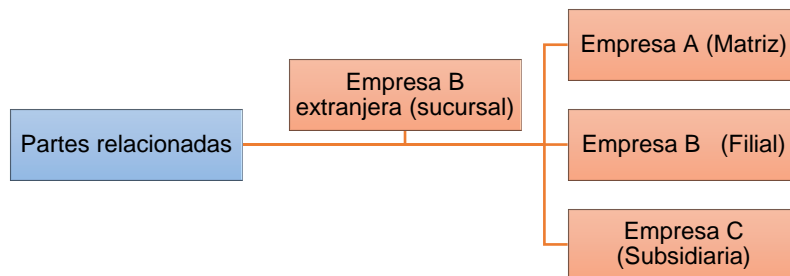 Partes relacionadas
Empresa B
extranjera (sucursal)
Empresa A (Matriz)
Empresa B (Filial)
Empresa C
(Subsidiaria)